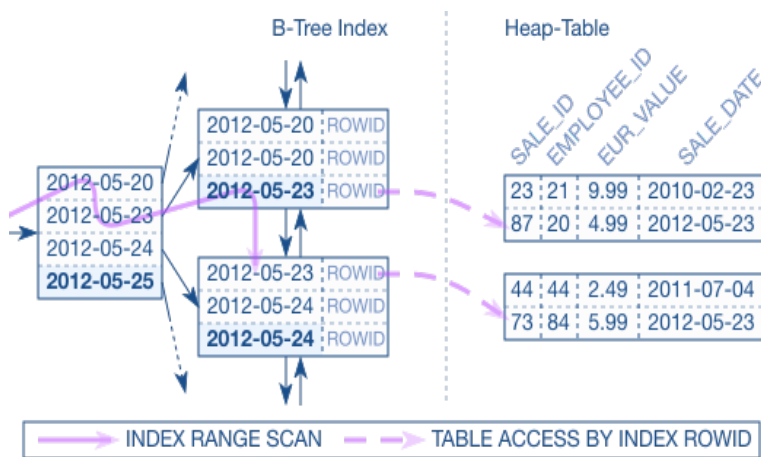 B-Tree Index
Heap-Table
SALE_ID
EMPLOYEE_ID
EUR_VALUE
SALE_DATE
2012-05-20
2012-05-23
2012-05-24
2012-05-25
2012-05-20 ROWID
2012-05-20 ROWID
2012-05-23 ROWID
2012-05-23 ROWID
2012-05-24 ROWID
2012-05-24 ROWID
23 21 9.99 2010-02-23
87 20 4.99 2012-05-23
44 44 2.49 2011-07-04
73 84 5.99 2012-05-23
INDEX RANGE SCAN
TABLE ACCESS BY INDEX ROWID